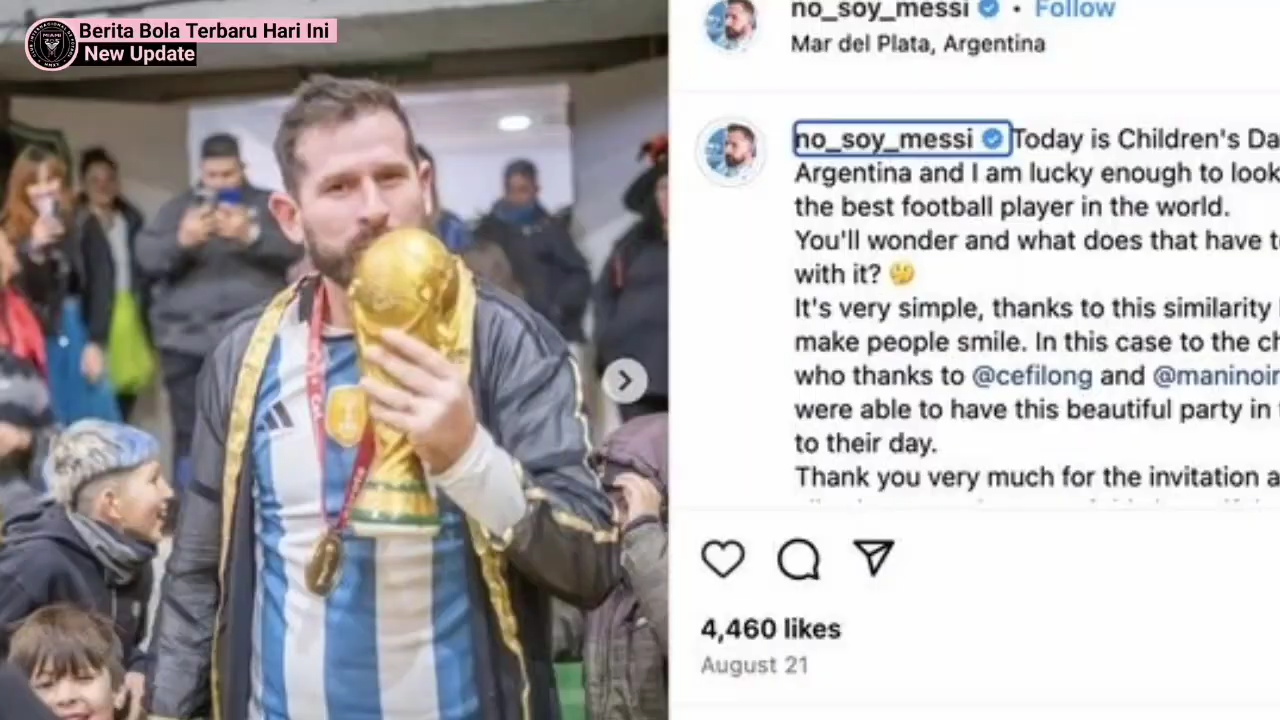 Berita Bola Terbaru Hari Ini
New Update
MIAMI
no_soy_messi • Follow
Mar del Plata, Argentina
no_soy_messi Today is Children's Da
Argentina and I am lucky enough to look
the best football player in the world.
You'll wonder and what does that have t
with it? 🤔
It's very simple, thanks to this similarity
make people smile. In this case to the ch
who thanks to @cefilong and @maninoir
were able to have this beautiful party in
to their day.
Thank you very much for the invitation a
4,460 likes
August 21